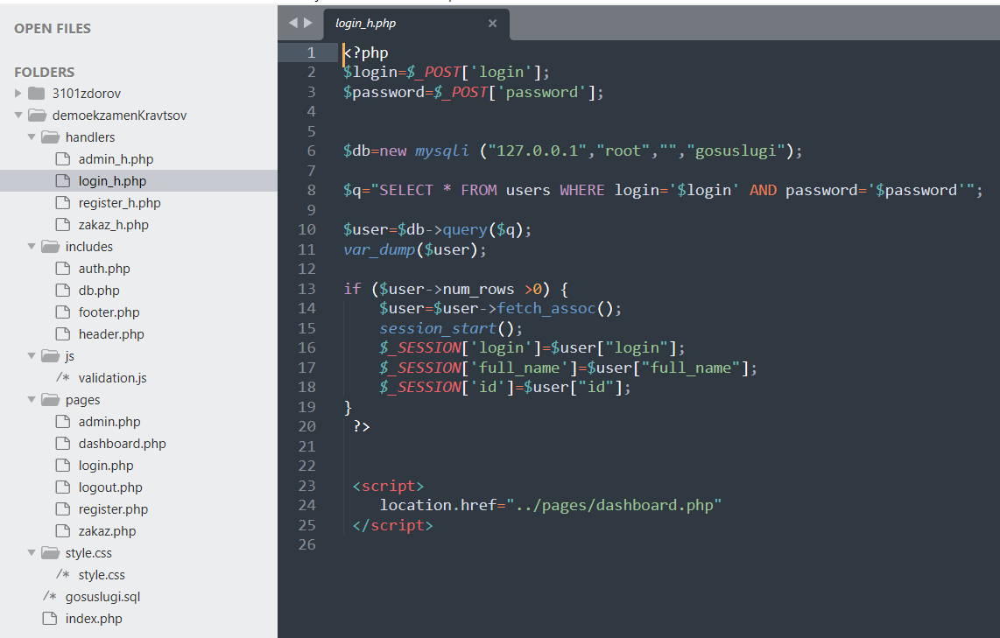 OPEN FILES
FOLDERS
3101zdorov
demoekzamenKravtsov
handlers
admin_h.php
login_h.php
register_h.php
zakaz_h.php
includes
auth.php
db.php
footer.php
header.php
js
/* validation.js
pages
admin.php
dashboard.php
login.php
logout.php
register.php
zakaz.php
style.css
/* style.css
/* gosuslugi.sql
index.php
login_h.php ×
1 <?php
2 $login=$_POST['login'];
3 $password=$_POST['password'];
4
5
6 $db=new mysqli ("127.0.0.1","root","","gosuslugi");
7
8 $q="SELECT * FROM users WHERE login='$login' AND password='$password'";
9
10 $user=$db->query($q);
11 var_dump($user);
12
13 if ($user->num_rows >0) {
14     $user=$user->fetch_assoc();
15     session_start();
16     $_SESSION['login']=$user["login"];
17     $_SESSION['full_name']=$user["full_name"];
18     $_SESSION['id']=$user["id"];
19 }
20  ?>
21
22
23  <script>
24     location.href="../pages/dashboard.php"
25  </script>
26